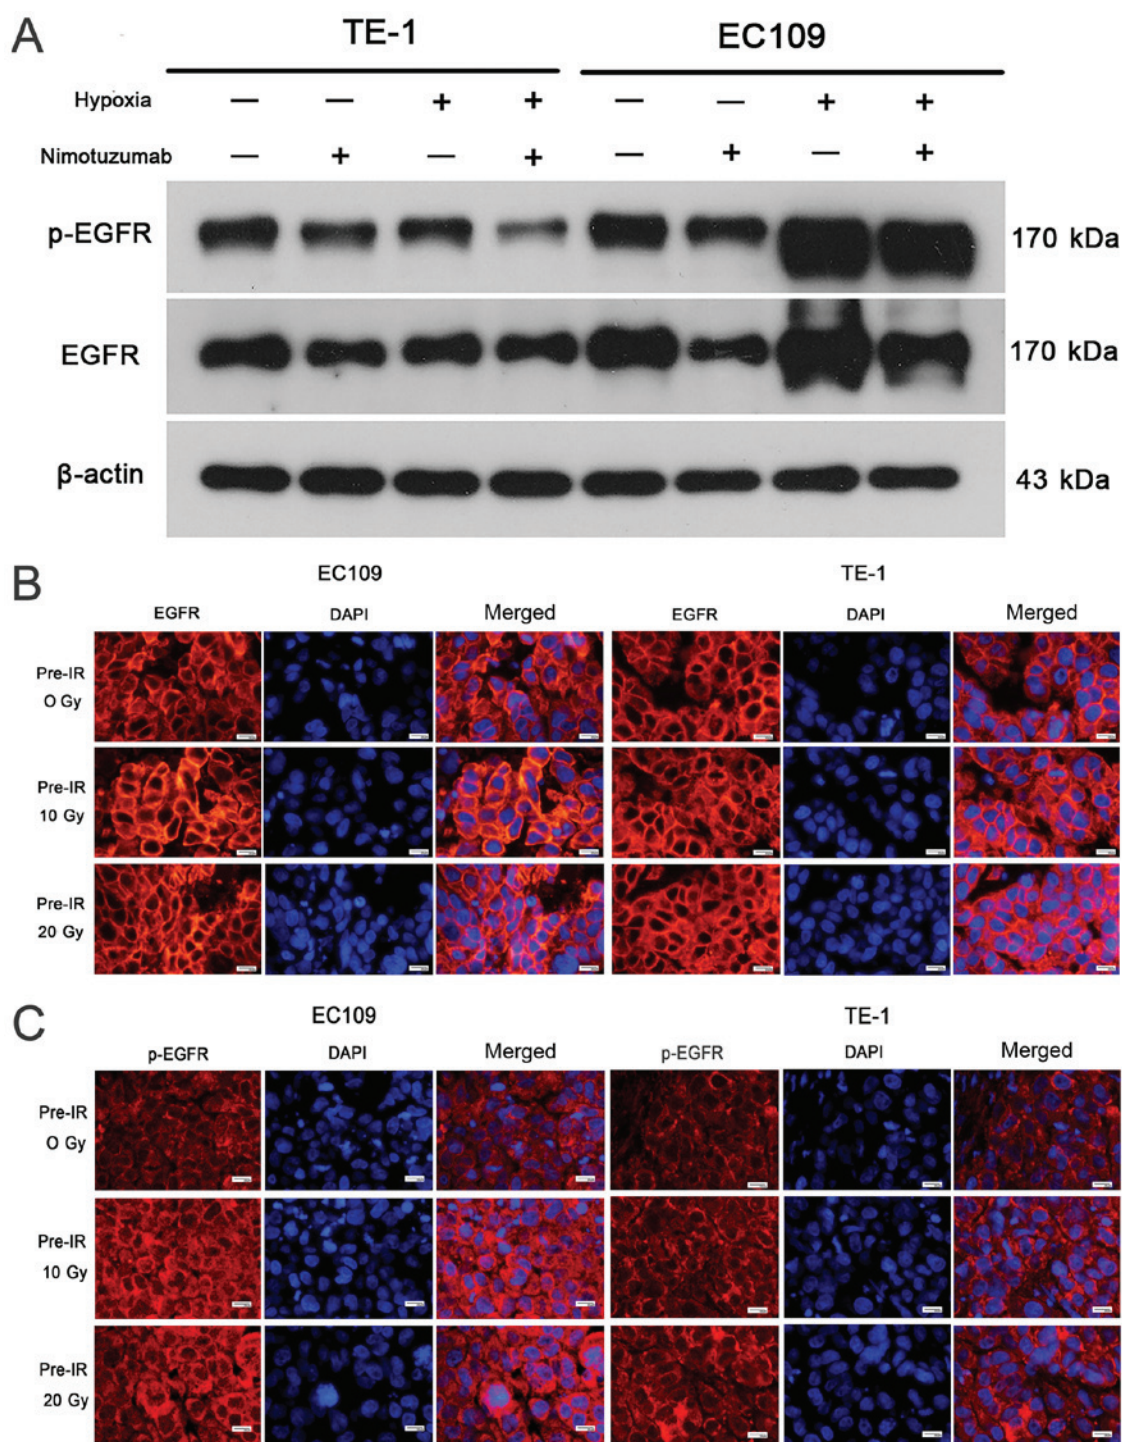 A
TE-1 EC109
Hypoxia — — + + — — + +
Nimotuzumab — + — + — + — +
p-EGFR 170 kDa
EGFR 170 kDa
β-actin 43 kDa
B
EC109 TE-1
EGFR DAPI Merged EGFR DAPI Merged
Pre-IR
O Gy
Pre-IR
10 Gy
Pre-IR
20 Gy
C
EC109 TE-1
p-EGFR DAPI Merged p-EGFR DAPI Merged
Pre-IR
O Gy
Pre-IR
10 Gy
Pre-IR
20 Gy